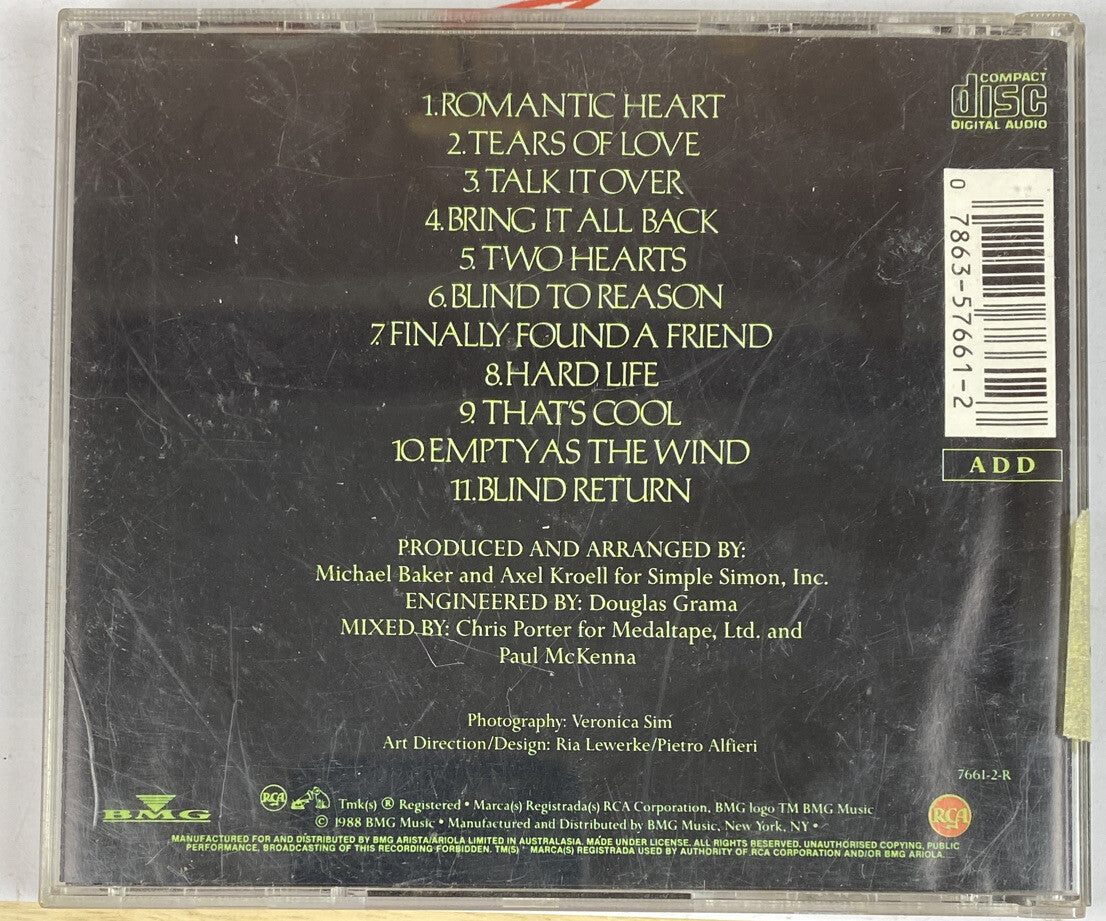 1. ROMANTIC HEART
2. TEARS OF LOVE
3. TALK IT OVER
4. BRING IT ALL BACK
5. TWO HEARTS
6. BLIND TO REASON
7. FINALLY FOUND A FRIEND
8. HARD LIFE
9. THAT'S COOL
10. EMPTY AS THE WIND
11. BLIND RETURN
COMPACT
disc
DIGITAL AUDIO
0 7863-57661-2
ADD
PRODUCED AND ARRANGED BY:
Michael Baker and Axel Kroell for Simple Simon, Inc.
ENGINEERED BY: Douglas Grama
MIXED BY: Chris Porter for Medaltape, Ltd. and
Paul McKenna
Photography: Veronica Sim
Art Direction/Design: Ria Lewerke/Pietro Alfieri
7661-2-R
BMG
RCA
Tmk(s) ® Registered • Marca(s) Registrada(s) RCA Corporation, BMG logo TM BMG Music
© 1988 BMG Music • Manufactured and Distributed by BMG Music, New York, NY •
RCA
MANUFACTURED FOR AND DISTRIBUTED BY BMG ARISTA/ARIOLA LIMITED IN AUSTRALASIA. MADE UNDER LICENSE. ALL RIGHTS RESERVED. UNAUTHORISED COPYING, PUBLIC
PERFORMANCE, BROADCASTING OF THIS RECORDING FORBIDDEN. TM(S) ® MARCA(S) REGISTRADA USED BY AUTHORITY OF RCA CORPORATION AND/OR BMG ARIOLA.